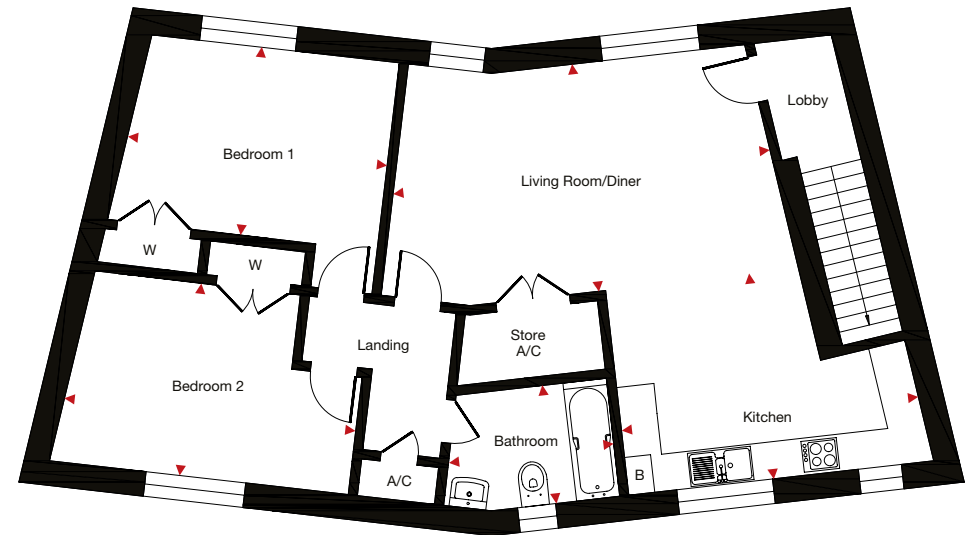 Lobby
Bedroom 1
Living Room/Diner
W
W
Store
A/C
Landing
Bedroom 2
Kitchen
Bathroom
A/C
B